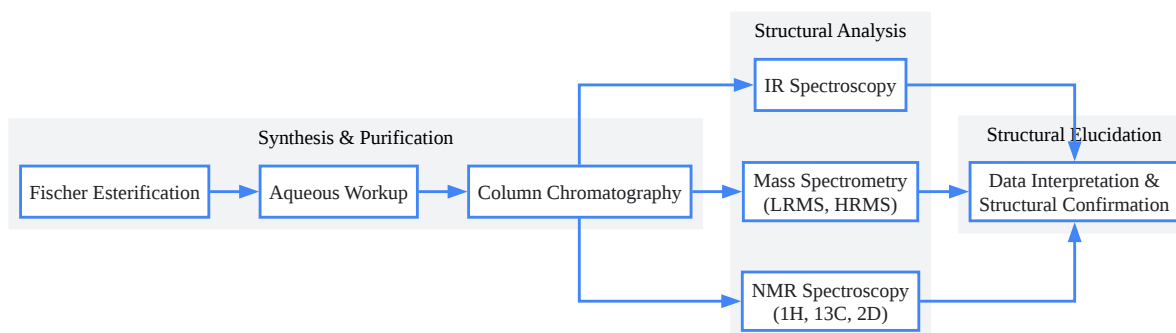 Structural Analysis
IR Spectroscopy
Synthesis & Purification
Structural Elucidation
Fischer Esterification
Aqueous Workup
Column Chromatography
Mass Spectrometry
(LRMS, HRMS)
Data Interpretation &
Structural Confirmation
NMR Spectroscopy
(1H, 13C, 2D)